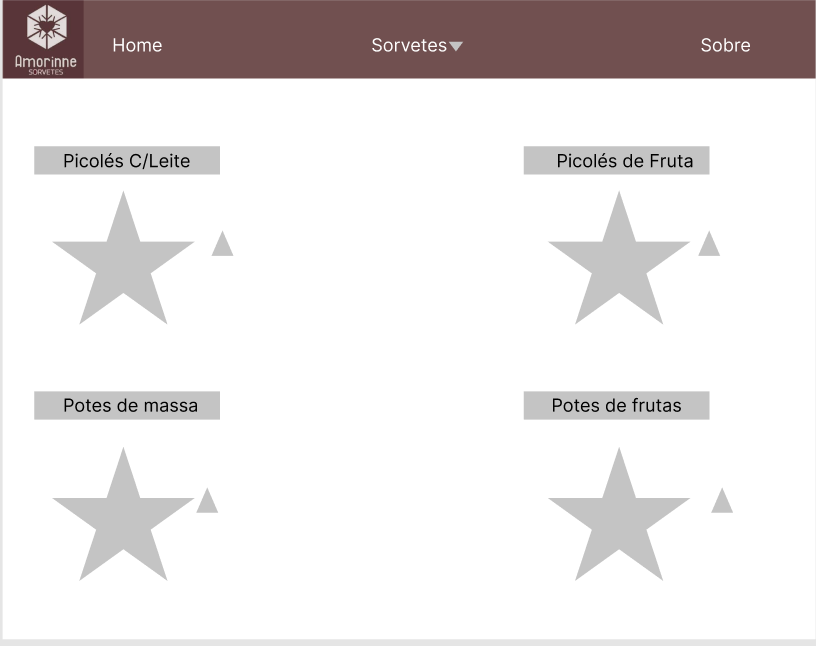 Amorinne
SORVETES
Home
Sorvetes
Sobre
Picolés C/Leite
Picolés de Fruta
Potes de massa
Potes de frutas